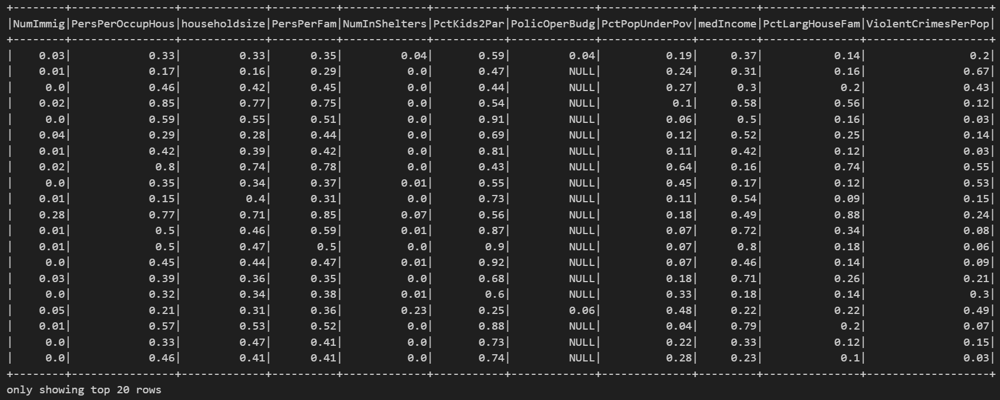 +--------+----------------+-------------+----------+-------------+-----------+--------------+--------------+---------+---------------+-------------------+
|NumImmig|PersPerOccupHous|householdsize|PersPerFam|NumInShelters|PctKids2Par|PolicOperBudg|PctPopUnderPov|medIncome|PctLargHouseFam|ViolentCrimesPerPop|
+--------+----------------+-------------+----------+-------------+-----------+-------------+--------------+---------+---------------+-------------------+
|    0.03|            0.33|         0.33|      0.35|         0.04|       0.59|         0.04|          0.19|     0.37|           0.14|                0.2|
|    0.01|            0.17|         0.16|      0.29|          0.0|       0.47|         NULL|          0.24|     0.31|           0.16|               0.67|
|     0.0|            0.46|         0.42|      0.45|          0.0|       0.44|         NULL|          0.27|      0.3|            0.2|               0.43|
|    0.02|            0.85|         0.77|      0.75|          0.0|       0.54|         NULL|           0.1|     0.58|           0.56|               0.12|
|     0.0|            0.59|         0.55|      0.51|          0.0|       0.91|         NULL|          0.06|      0.5|           0.16|               0.03|
|    0.04|            0.29|         0.28|      0.44|          0.0|       0.69|         NULL|          0.12|     0.52|           0.25|               0.14|
|    0.01|            0.42|         0.39|      0.42|          0.0|       0.81|         NULL|          0.11|     0.42|           0.12|               0.03|
|    0.02|             0.8|         0.74|      0.78|          0.0|       0.43|         NULL|          0.64|     0.16|           0.74|               0.55|
|     0.0|            0.35|         0.34|      0.37|         0.01|       0.55|         NULL|          0.45|     0.17|           0.12|               0.53|
|    0.01|            0.15|          0.4|      0.31|          0.0|       0.73|         NULL|          0.11|     0.54|           0.09|               0.15|
|    0.28|            0.77|         0.71|      0.85|         0.07|       0.56|         NULL|          0.18|     0.49|           0.88|               0.24|
|    0.01|             0.5|         0.46|      0.59|         0.01|       0.87|         NULL|          0.07|     0.72|           0.34|               0.08|
|    0.01|             0.5|         0.47|       0.5|          0.0|        0.9|         NULL|          0.07|      0.8|           0.18|               0.06|
|     0.0|            0.45|         0.44|      0.47|         0.01|       0.92|         NULL|          0.07|     0.46|           0.14|               0.09|
|    0.03|            0.39|         0.36|      0.35|          0.0|       0.68|         NULL|          0.18|     0.71|           0.26|               0.21|
|     0.0|            0.32|         0.34|      0.38|         0.01|        0.6|         NULL|          0.33|     0.18|           0.14|                0.3|
|    0.05|            0.21|         0.31|      0.36|         0.23|       0.25|         0.06|          0.48|     0.22|           0.22|               0.49|
|    0.01|            0.57|         0.53|      0.52|          0.0|       0.88|         NULL|          0.04|     0.79|            0.2|               0.07|
|     0.0|            0.33|         0.47|      0.41|          0.0|       0.73|         NULL|          0.22|     0.33|           0.12|               0.15|
|     0.0|            0.46|         0.41|      0.41|          0.0|       0.74|         NULL|          0.28|     0.23|            0.1|               0.03|
+--------+----------------+-------------+----------+-------------+-----------+-------------+--------------+---------+---------------+-------------------+
only showing top 20 rows